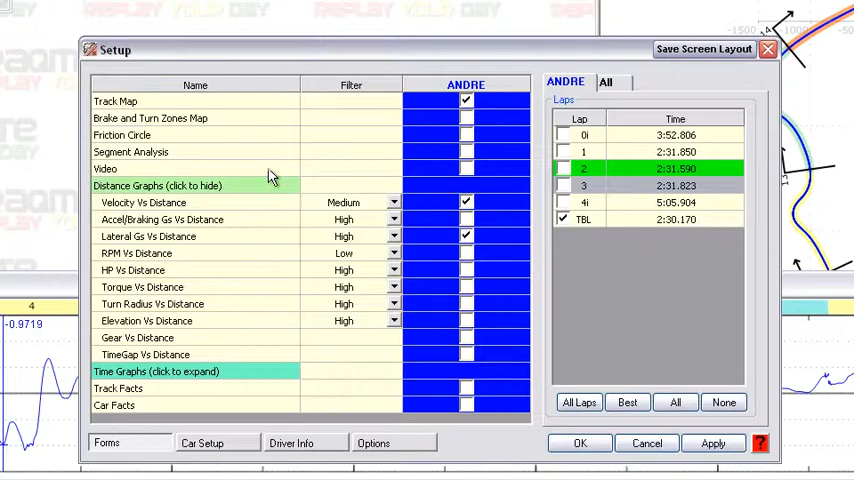 -1500
1000
-50
Setup
Save Screen Layout
Name
Filter
ANDRE
Track Map
Brake and Turn Zones Map
Friction Circle
Segment Analysis
Video
Distance Graphs (click to hide)
Velocity Vs Distance
Medium
Accel/Braking Gs Vs Distance
High
Lateral Gs Vs Distance
High
RPM Vs Distance
Low
HP Vs Distance
High
Torque Vs Distance
High
Turn Radius Vs Distance
High
Elevation Vs Distance
High
Gear Vs Distance
TimeGap Vs Distance
Time Graphs (click to expand)
Track Facts
Car Facts
ANDRE
All
Laps
Lap
Time
0i
3:52.806
1
2:31.850
2
2:31.590
3
2:31.823
4i
5:05.904
TBL
2:30.170
All Laps
Best
All
None
Forms
Car Setup
Driver Info
Options
OK
Cancel
Apply
?
4
-0.9719